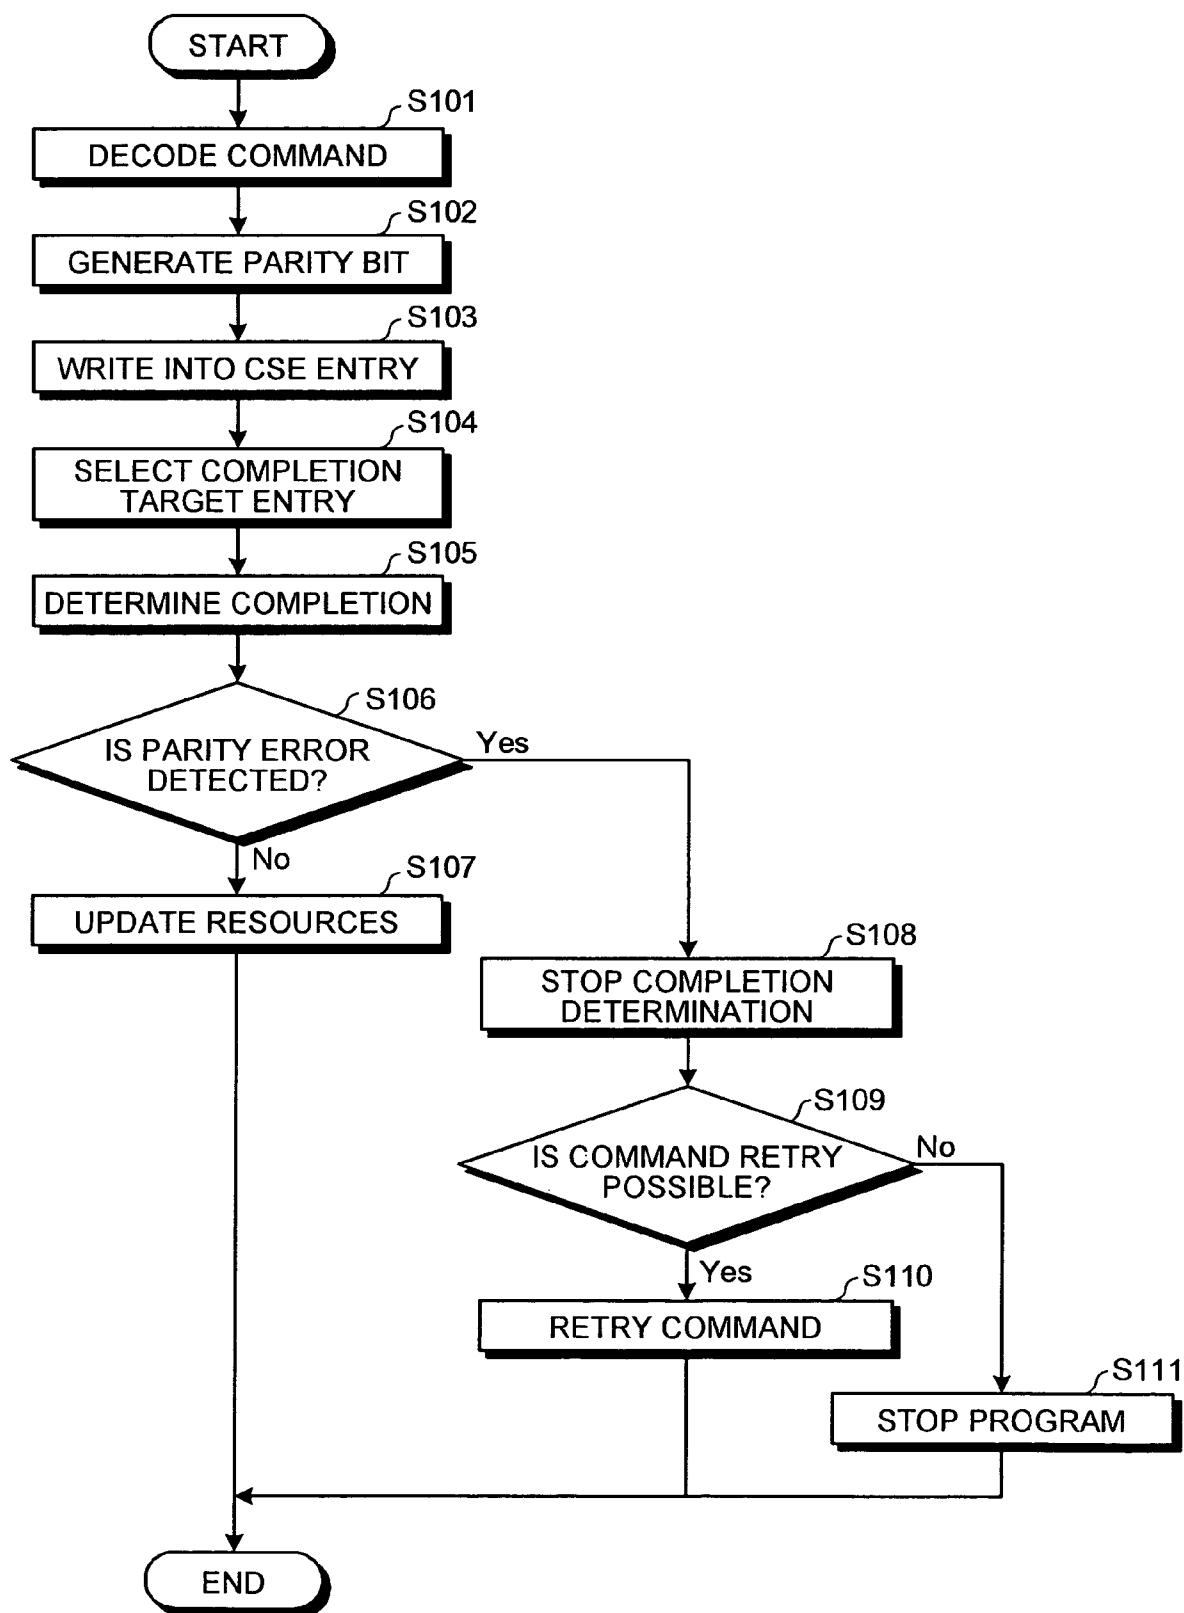 START
S101
DECODE COMMAND
S102
GENERATE PARITY BIT
S103
WRITE INTO CSE ENTRY
S104
SELECT COMPLETION
TARGET ENTRY
S105
DETERMINE COMPLETION
S106
IS PARITY ERROR
DETECTED?
Yes
No
S107
UPDATE RESOURCES
S108
STOP COMPLETION
DETERMINATION
S109
IS COMMAND RETRY
POSSIBLE?
No
Yes
S110
RETRY COMMAND
S111
STOP PROGRAM
END